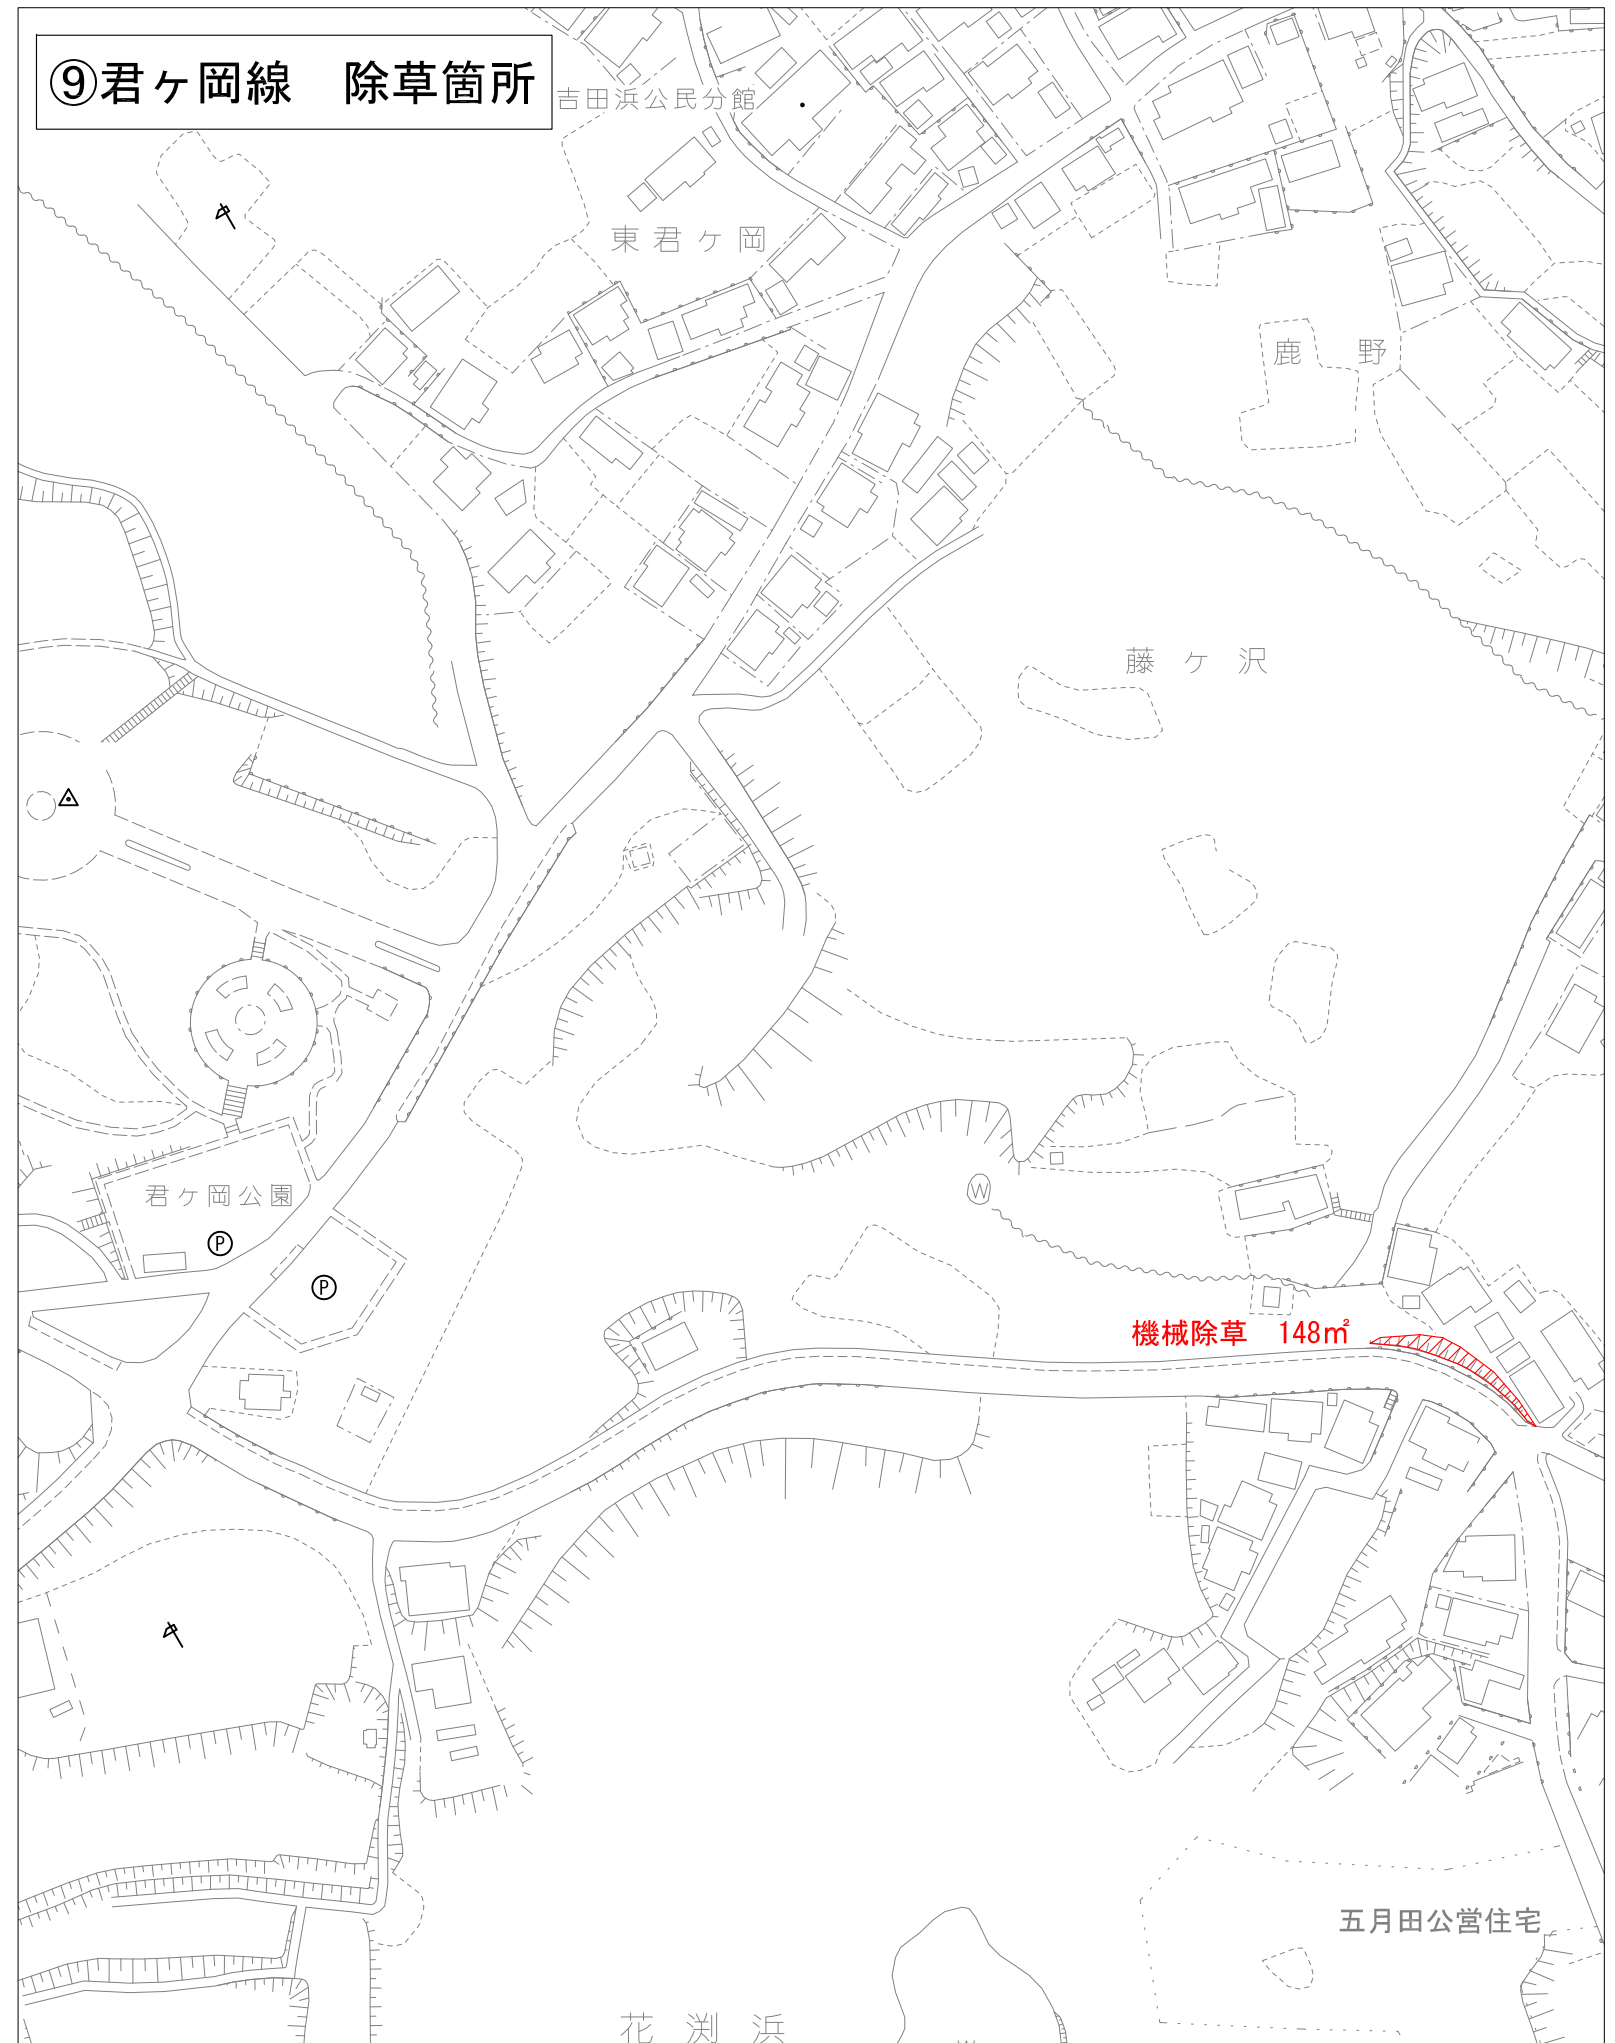 ⑨君ヶ岡線　除草箇所
吉田浜公民分館
東君ヶ岡
鹿野
藤ヶ沢
君ヶ岡公園
P
P
W
機械除草　148㎡
五月田公営住宅
花渕浜